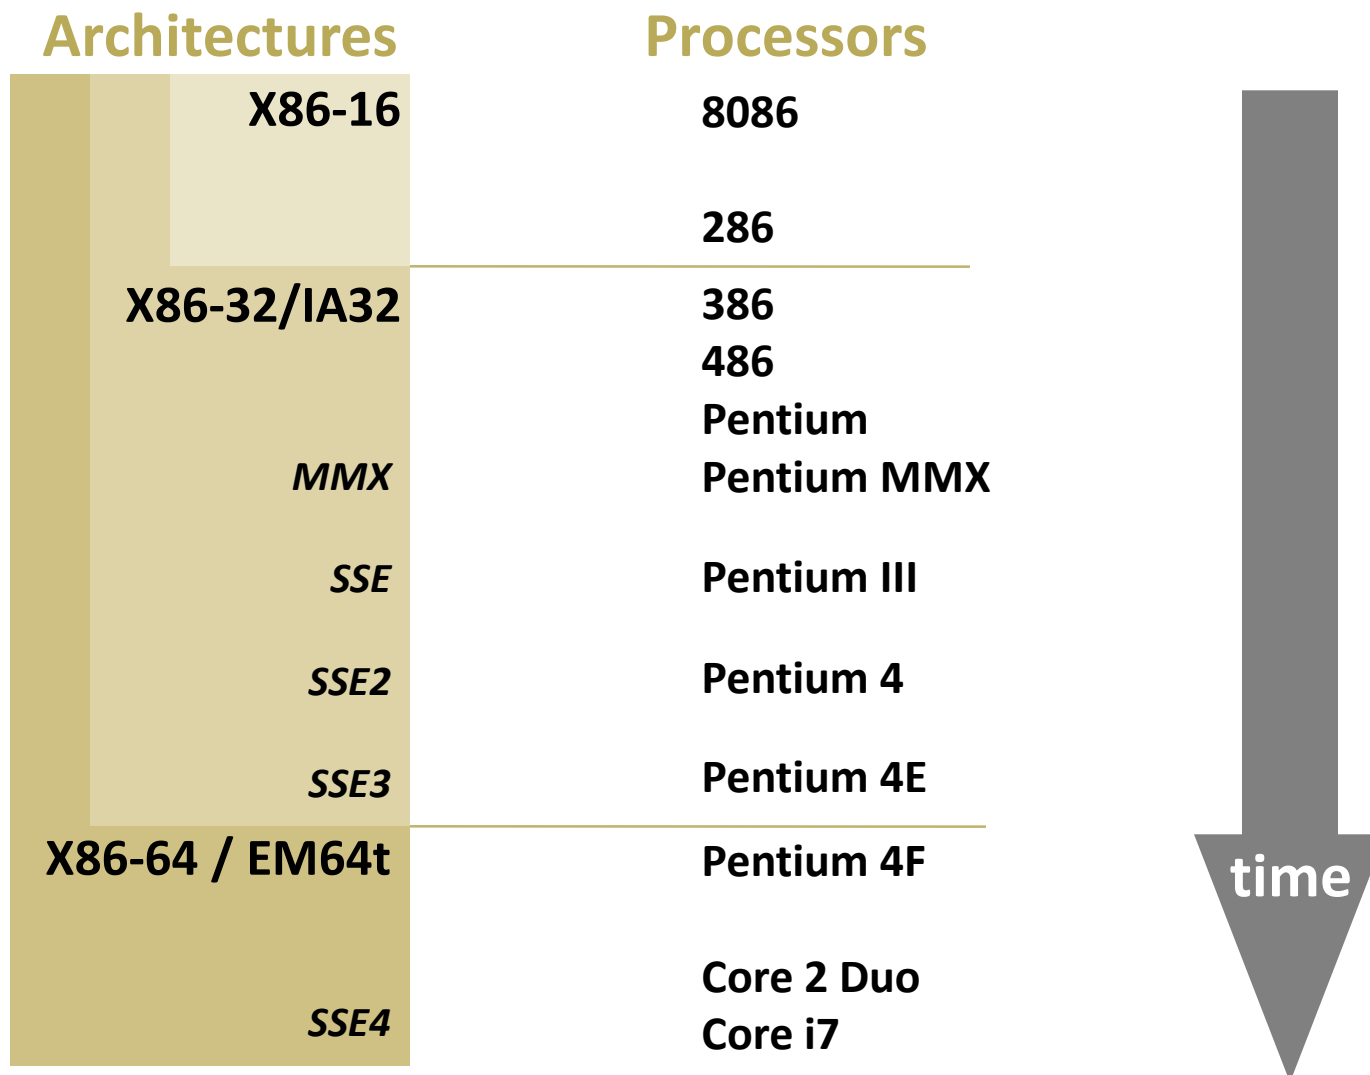 Architectures Processors
X86-16 8086
286
X86-32/IA32 386
486
Pentium
MMX Pentium MMX
SSE Pentium III
SSE2 Pentium 4
SSE3 Pentium 4E
X86-64 / EM64t Pentium 4F
time
Core 2 Duo
SSE4 Core i7